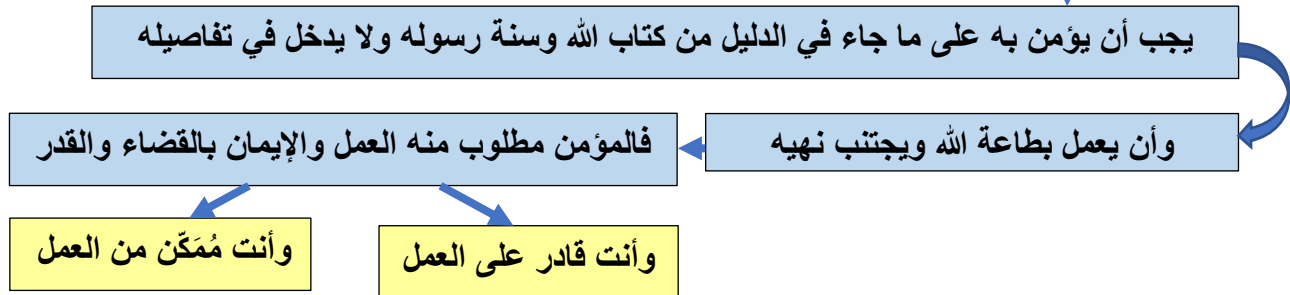 يجب أن يؤمن به على ما جاء في الدليل من كتاب الله وسنة رسوله ولا يدخل في تفاصيله
وأن يعمل بطاعة الله ويجتنب نهيه
فالمؤمن مطلوب منه العمل والإيمان بالقضاء والقدر
وأنت قادر على العمل
وأنت مُمَكّن من العمل